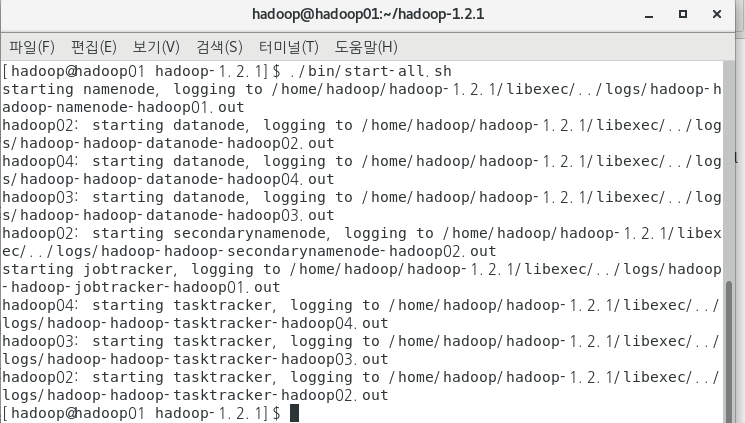 hadoop@hadoop01:~/hadoop-1.2.1
파일(F) 편집(E) 보기(V) 검색(S) 터미널(T) 도움말(H)
[hadoop@hadoop01 hadoop-1.2.1]$ ./bin/start-all.sh
starting namenode, logging to /home/hadoop/hadoop-1.2.1/libexec/../logs/hadoop-h
adoop-namenode-hadoop01.out
hadoop02: starting datanode, logging to /home/hadoop/hadoop-1.2.1/libexec/../log
s/hadoop-hadoop-datanode-hadoop02.out
hadoop04: starting datanode, logging to /home/hadoop/hadoop-1.2.1/libexec/../log
s/hadoop-hadoop-datanode-hadoop04.out
hadoop03: starting datanode, logging to /home/hadoop/hadoop-1.2.1/libexec/../log
s/hadoop-hadoop-datanode-hadoop03.out
hadoop02: starting secondarynamenode, logging to /home/hadoop/hadoop-1.2.1/libex
ec/../logs/hadoop-hadoop-secondarynamenode-hadoop02.out
starting jobtracker, logging to /home/hadoop/hadoop-1.2.1/libexec/../logs/hadoop
-hadoop-jobtracker-hadoop01.out
hadoop04: starting tasktracker, logging to /home/hadoop/hadoop-1.2.1/libexec/../
logs/hadoop-hadoop-tasktracker-hadoop04.out
hadoop03: starting tasktracker, logging to /home/hadoop/hadoop-1.2.1/libexec/../
logs/hadoop-hadoop-tasktracker-hadoop03.out
hadoop02: starting tasktracker, logging to /home/hadoop/hadoop-1.2.1/libexec/../
logs/hadoop-hadoop-tasktracker-hadoop02.out
[hadoop@hadoop01 hadoop-1.2.1]$